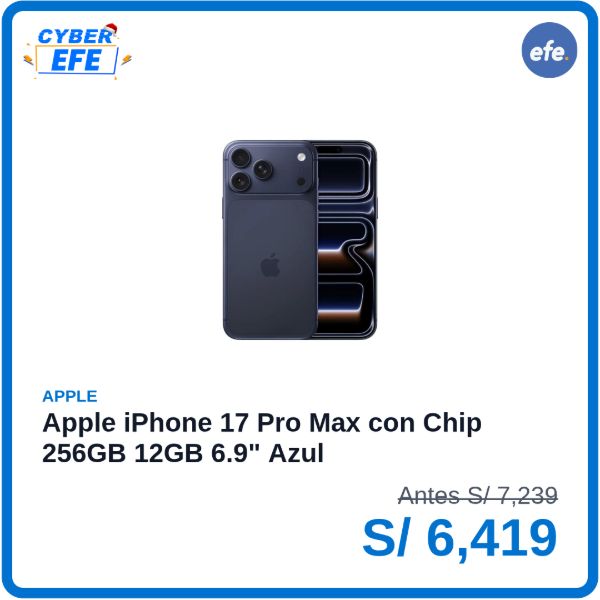 CYBER
EFE
efe.
APPLE
Apple iPhone 17 Pro Max con Chip
256GB 12GB 6.9" Azul
Antes S/ 7,239
S/ 6,419